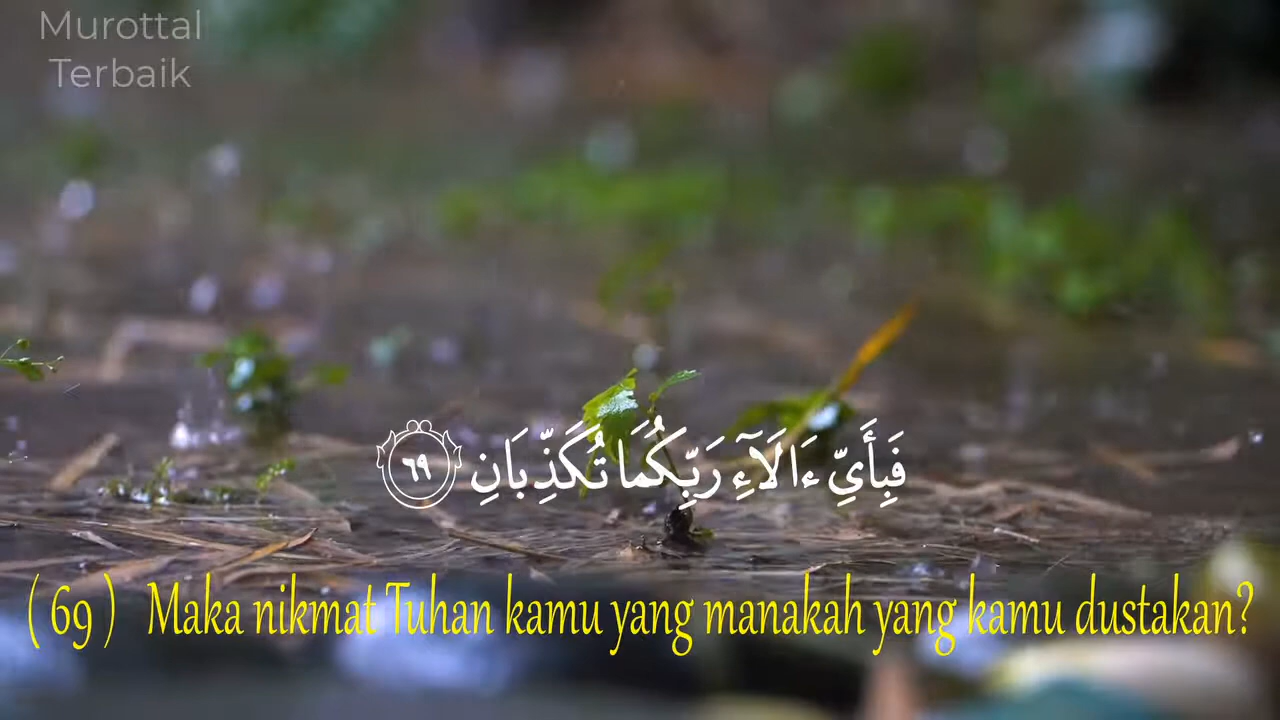 Murottal
Terbaik
فَبِأَيِّ ءَالَآءِ رَبِّكُمَا تُكَذِّبَانِ ٦٩
( 69 ) Maka nikmat Tuhan kamu yang manakah yang kamu dustakan?